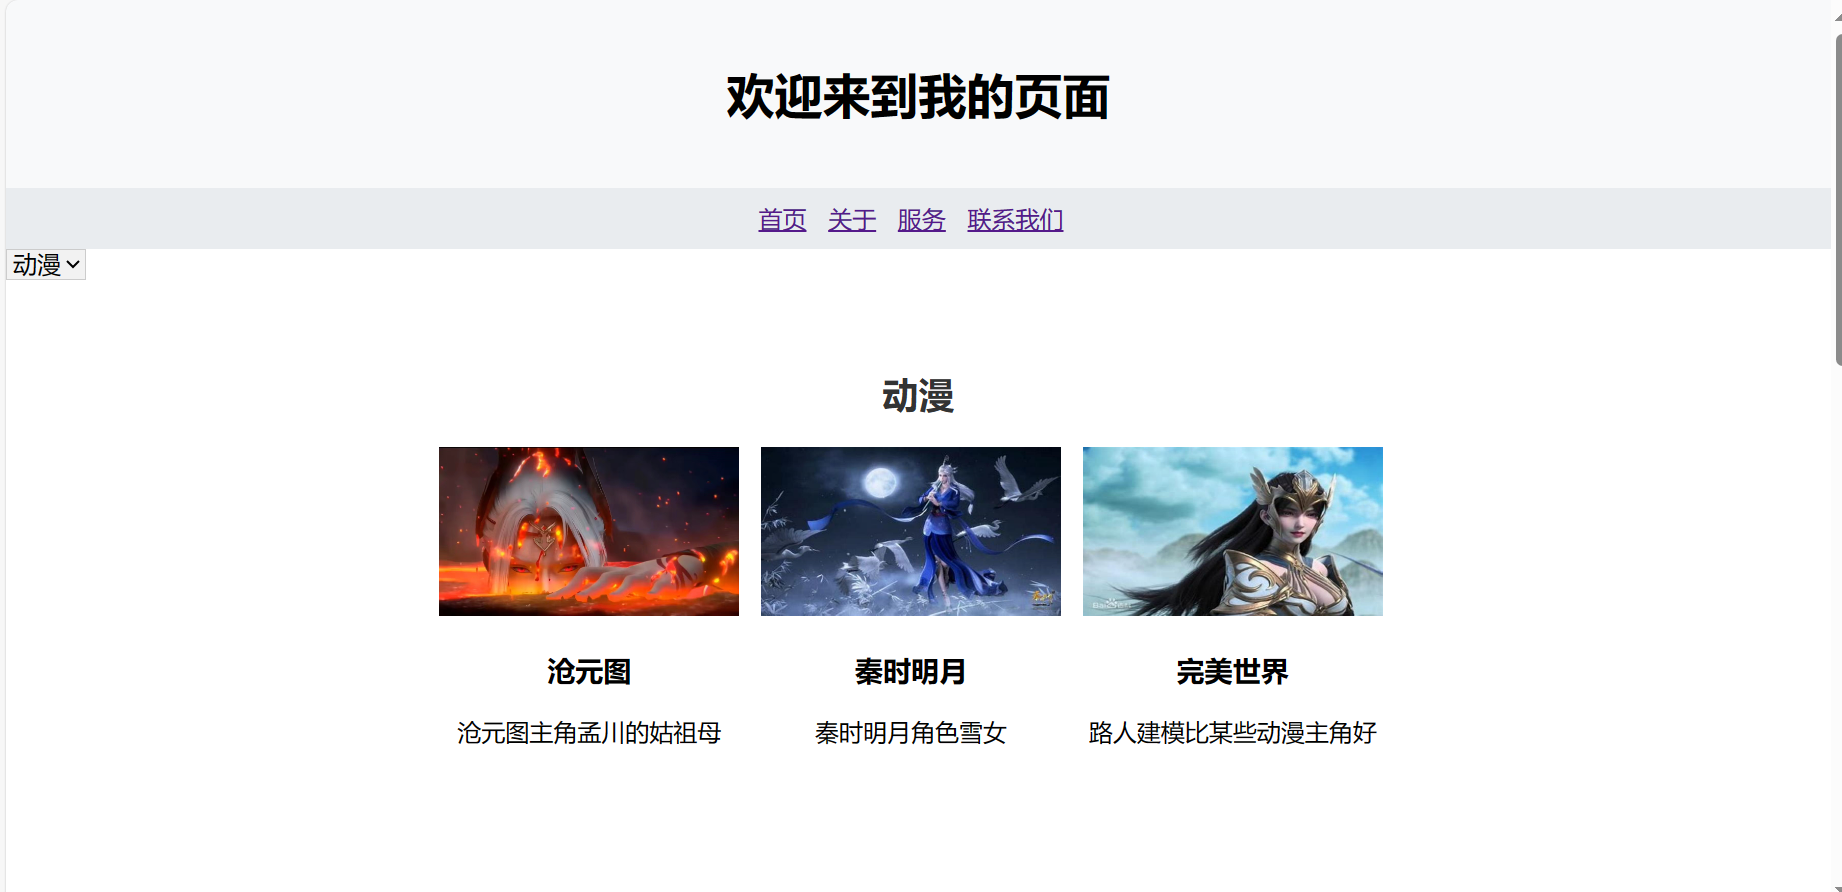 欢迎来到我的页面
首页 关于 服务 联系我们
动漫
动漫
沧元图 秦时明月 完美世界
沧元图主角孟川的姑祖母 秦时明月角色雪女 路人建模比某些动漫主角好